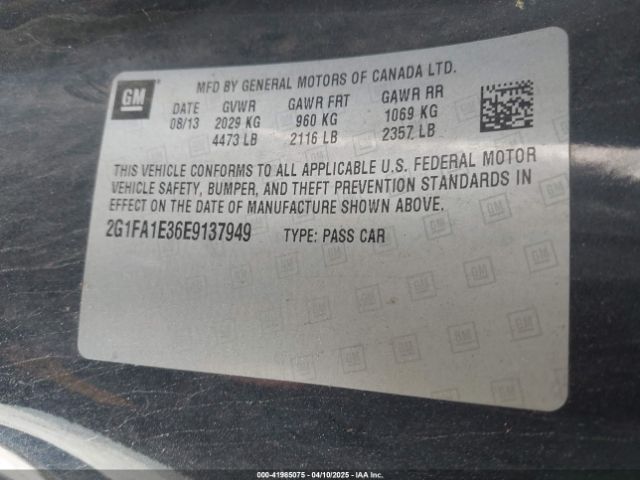 GM
MFD BY GENERAL MOTORS OF CANADA LTD.
DATE GVWR GAWR FRT GAWR RR
08/13 2029 KG 960 KG 1069 KG
4473 LB 2116 LB 2357 LB
THIS VEHICLE CONFORMS TO ALL APPLICABLE U.S. FEDERAL MOTOR
VEHICLE SAFETY, BUMPER, AND THEFT PREVENTION STANDARDS IN
EFFECT ON THE DATE OF MANUFACTURE SHOWN ABOVE.
2G1FA1E36E9137949 TYPE: PASS CAR
000-41985075 - 04/10/2025 - IAA Inc.